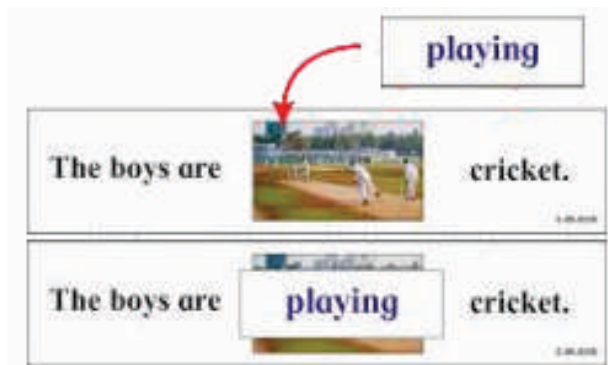 playing
The boys are cricket.
The boys are playing cricket.